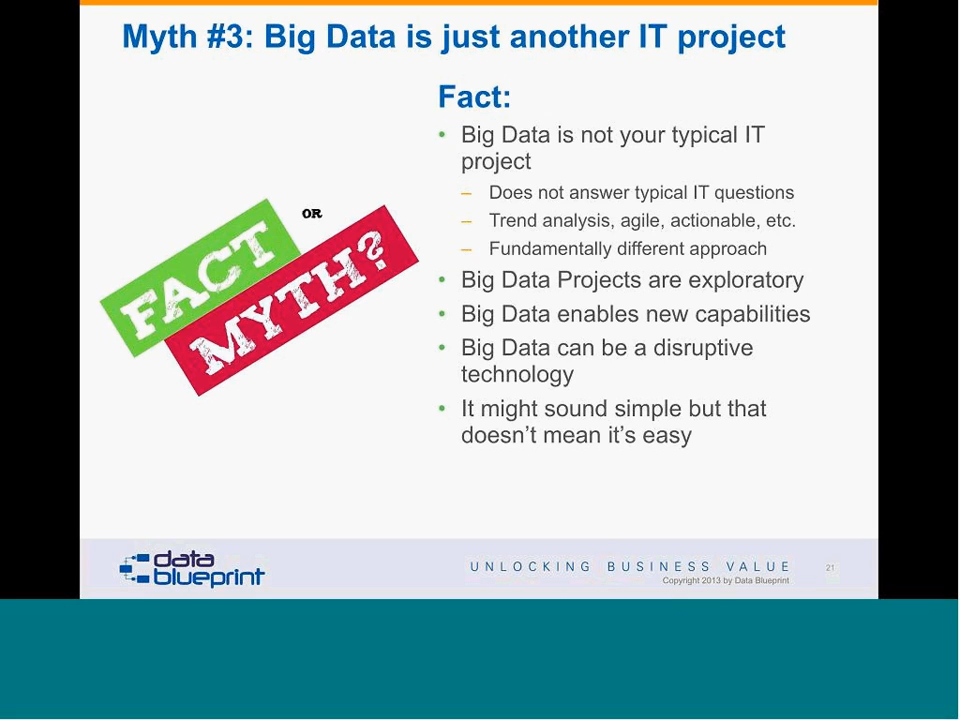 Myth #3: Big Data is just another IT project
Fact:
• Big Data is not your typical IT
project
– Does not answer typical IT questions
– Trend analysis, agile, actionable, etc.
– Fundamentally different approach
• Big Data Projects are exploratory
• Big Data enables new capabilities
• Big Data can be a disruptive
technology
• It might sound simple but that
doesn't mean it's easy
FACT
OR
MYTH?
data
blueprint
UNLOCKING BUSINESS VALUE
Copyright 2013 by Data Blueprint
21